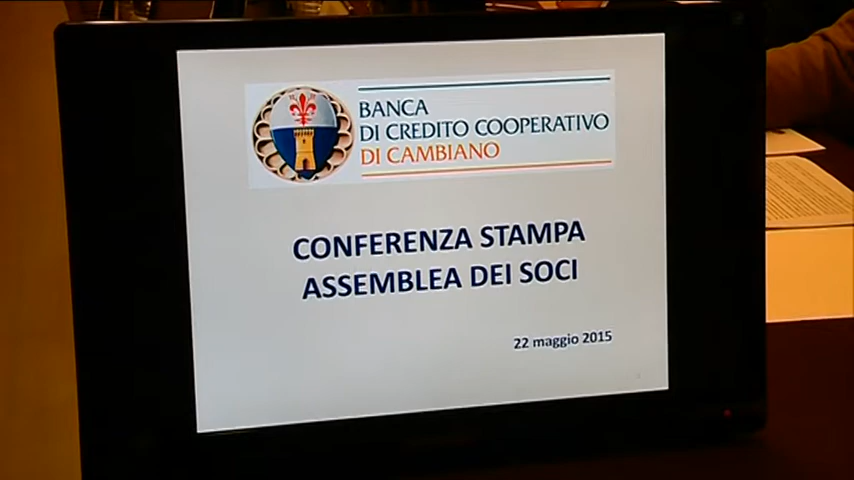 BANCA
DI CREDITO COOPERATIVO
DI CAMBIANO
CONFERENZA STAMPA
ASSEMBLEA DEI SOCI
22 maggio 2015